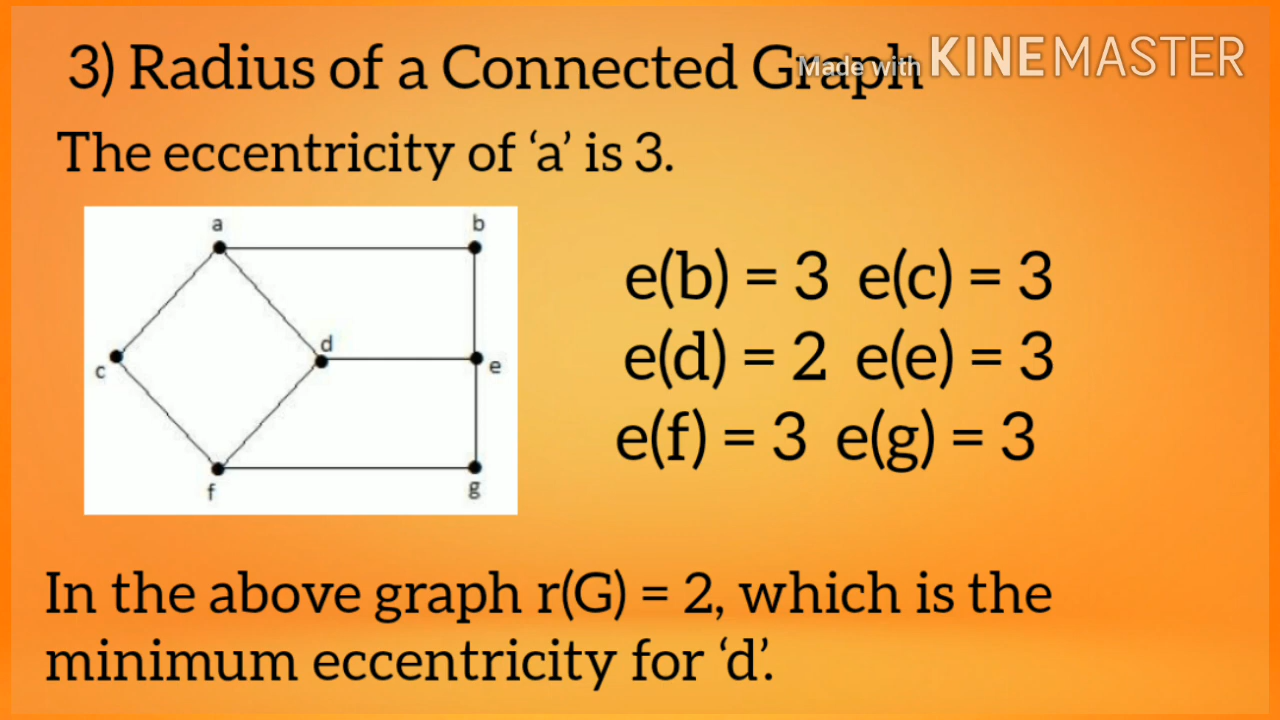 3) Radius of a Connected Graph
Made with KINEMASTER
The eccentricity of ‘a’ is 3.
a
b
c
d
e
f
g
e(b) = 3 e(c) = 3
e(d) = 2 e(e) = 3
e(f) = 3 e(g) = 3
In the above graph r(G) = 2, which is the
minimum eccentricity for ‘d’.